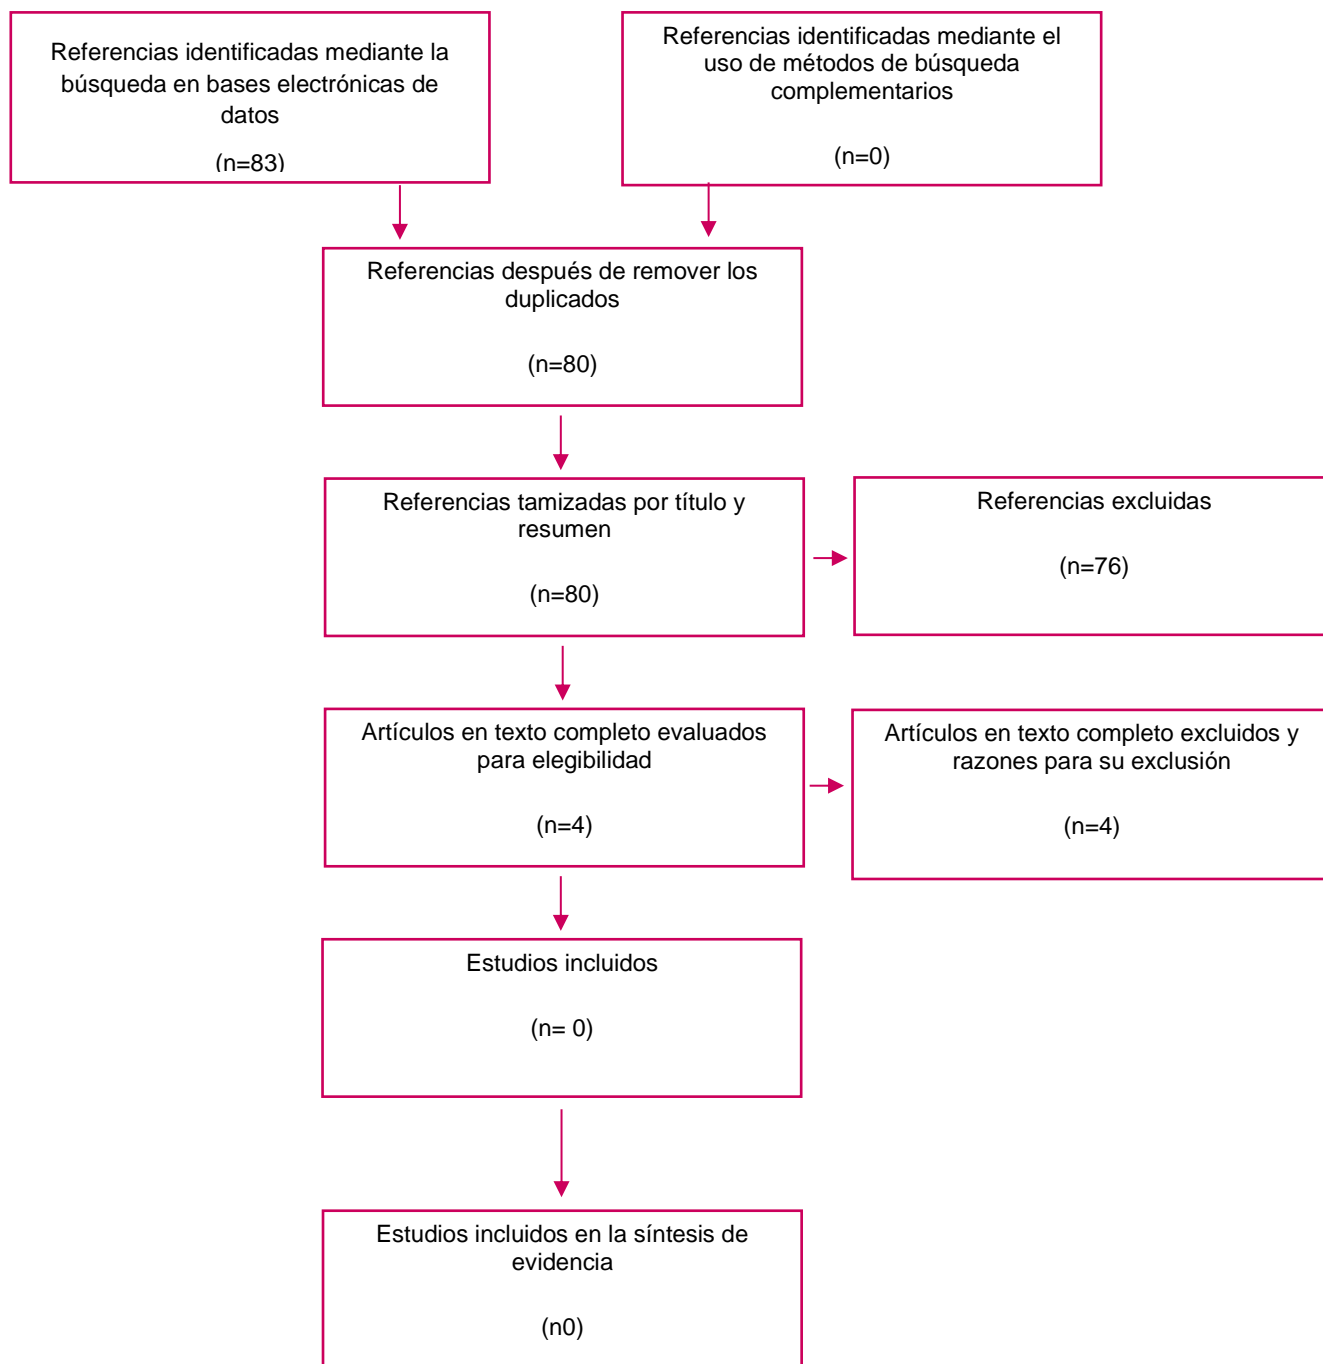 Referencias identificadas mediante la
búsqueda en bases electrónicas de
datos
(n=83)
Referencias identificadas mediante el
uso de métodos de búsqueda
complementarios
(n=0)
Referencias después de remover los
duplicados
(n=80)
Referencias tamizadas por título y
resumen
(n=80)
Referencias excluidas
(n=76)
Artículos en texto completo evaluados
para elegibilidad
(n=4)
Artículos en texto completo excluidos y
razones para su exclusión
(n=4)
Estudios incluidos
(n= 0)
Estudios incluidos en la síntesis de
evidencia
(n0)